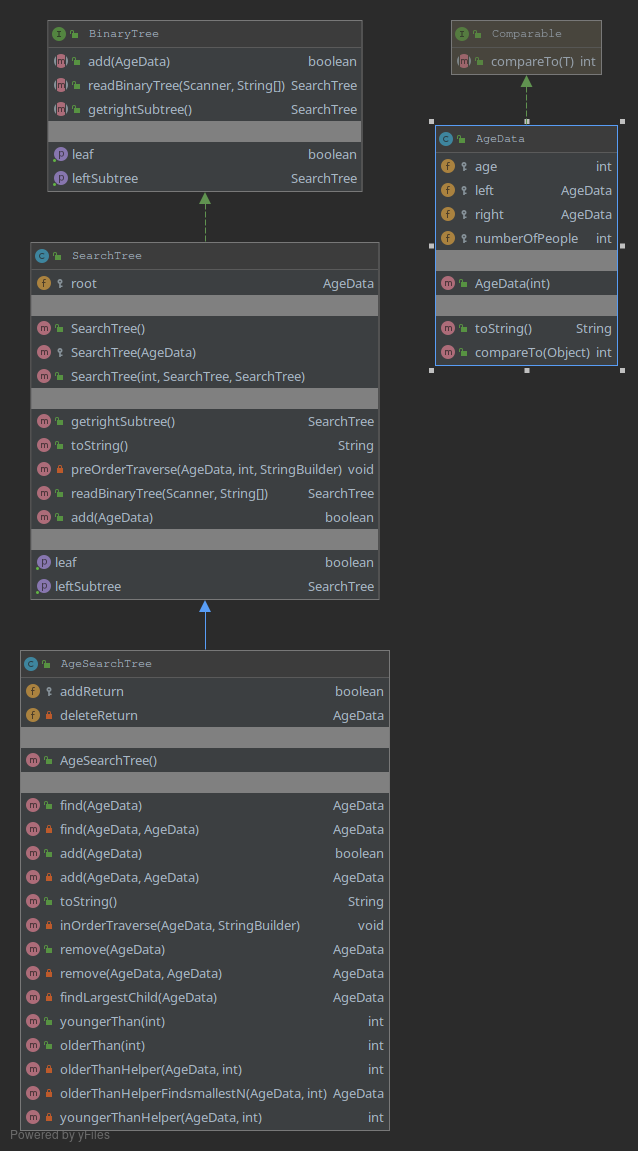 BinaryTree
add(AgeData) boolean
readBinaryTree(Scanner, String[]) SearchTree
getrightSubtree() SearchTree
leaf boolean
leftSubtree SearchTree
Comparable
compareTo(T) int
AgeData
age int
left AgeData
right AgeData
numberOfPeople int
AgeData(int)
toString() String
compareTo(Object) int
SearchTree
root AgeData
SearchTree()
SearchTree(AgeData)
SearchTree(int, SearchTree, SearchTree)
getrightSubtree() SearchTree
toString() String
preOrderTraverse(AgeData, int, StringBuilder) void
readBinaryTree(Scanner, String[]) SearchTree
add(AgeData) boolean
leaf boolean
leftSubtree SearchTree
AgeSearchTree
addReturn boolean
deleteReturn AgeData
AgeSearchTree()
find(AgeData) AgeData
find(AgeData, AgeData) AgeData
add(AgeData) boolean
add(AgeData, AgeData) AgeData
toString() String
inOrderTraverse(AgeData, StringBuilder) void
remove(AgeData) AgeData
remove(AgeData, AgeData) AgeData
findLargestChild(AgeData) AgeData
youngerThan(int) int
olderThan(int) int
olderThanHelper(AgeData, int) int
olderThanHelperFindsmallestN(AgeData, int) AgeData
youngerThanHelper(AgeData, int) int
Powered by yFiles